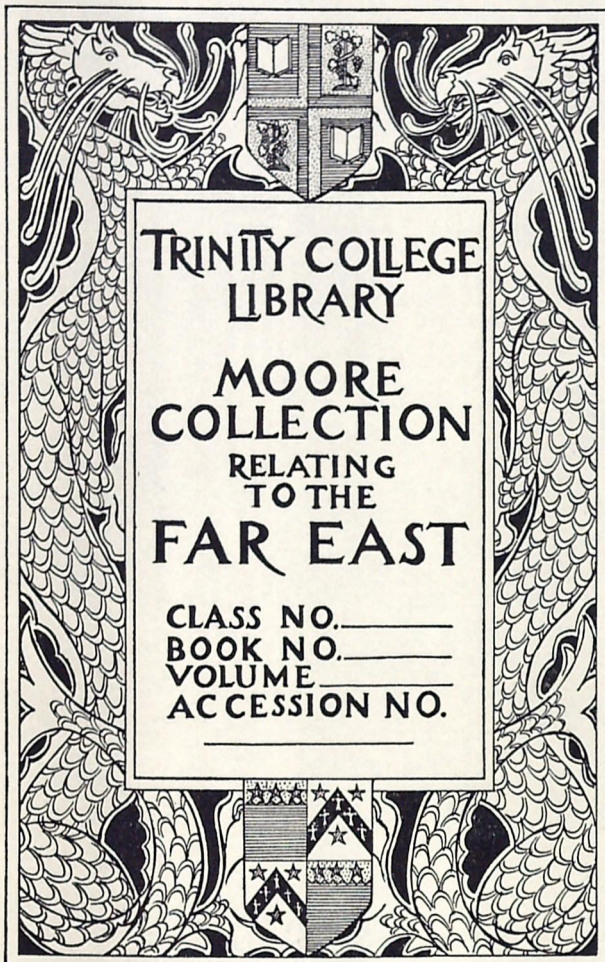 TRINITY COLLEGE
LIBRARY
MOORE
COLLECTION
RELATING
TO THE
FAR EAST
CLASS NO.
BOOK NO.
VOLUME
ACCESSION NO.